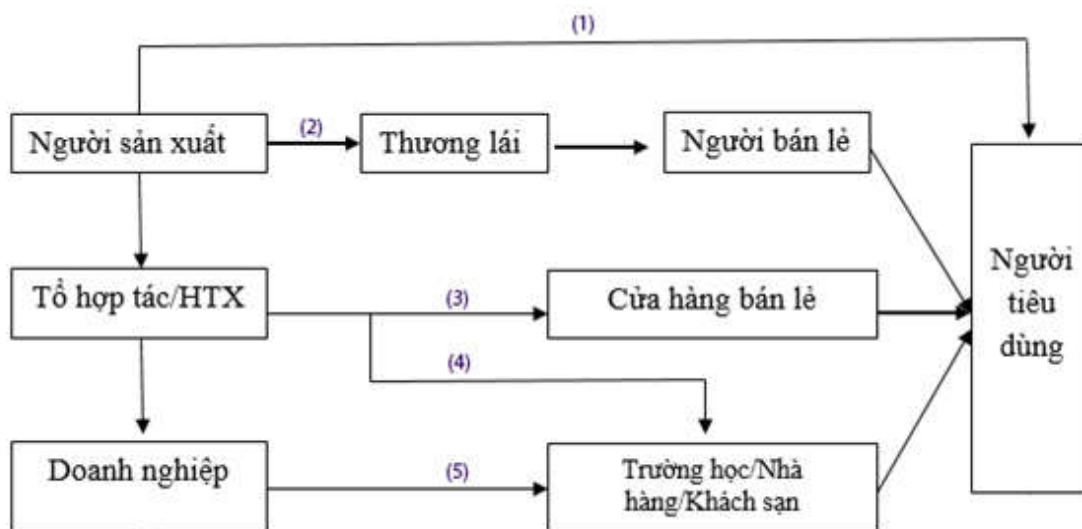 (1)
Người sản xuất
(2)
Thương lái
Người bán lẻ
Người
tiêu
dùng
Tổ hợp tác/HTX
(3)
Cửa hàng bán lẻ
(4)
Doanh nghiệp
(5)
Trường học/Nhà
hàng/Khách sạn